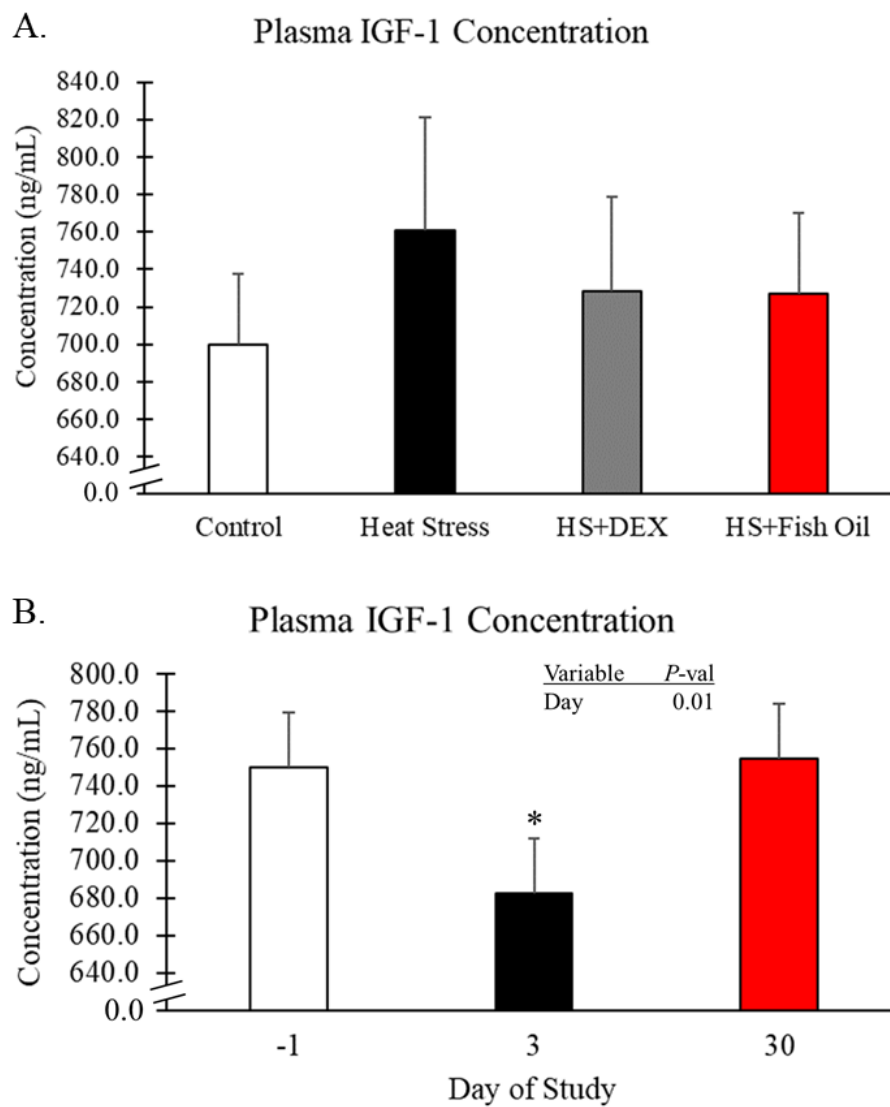 A.
Plasma IGF-1 Concentration
Concentration (ng/mL)
840.0
820.0
800.0
780.0
760.0
740.0
720.0
700.0
680.0
660.0
640.0
0.0
Control Heat Stress HS+DEX HS+Fish Oil
B.
Plasma IGF-1 Concentration
Concentration (ng/mL)
800.0
780.0
760.0
740.0
720.0
700.0
680.0
660.0
640.0
0.0
Variable P-val
Day 0.01
*
-1 3 30
Day of Study